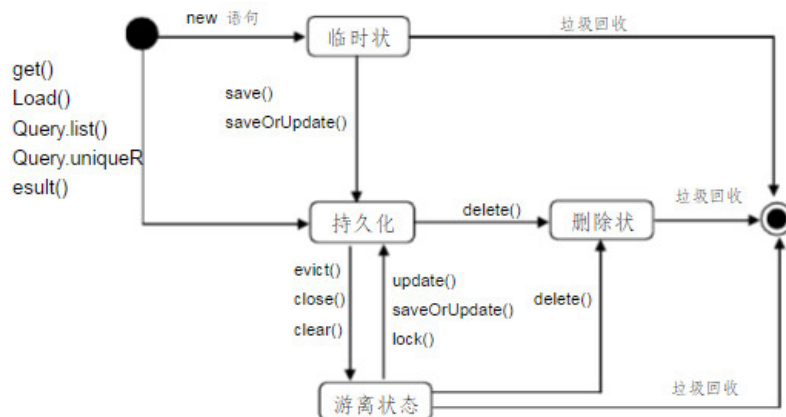 new 语句
临时状
垃圾回收
get()
Load()
Query.list()
Query.uniqueR
esult()
save()
saveOrUpdate()
持久化
delete()
删除状
垃圾回收
evict()
close()
clear()
update()
saveOrUpdate()
lock()
delete()
游离状态
垃圾回收